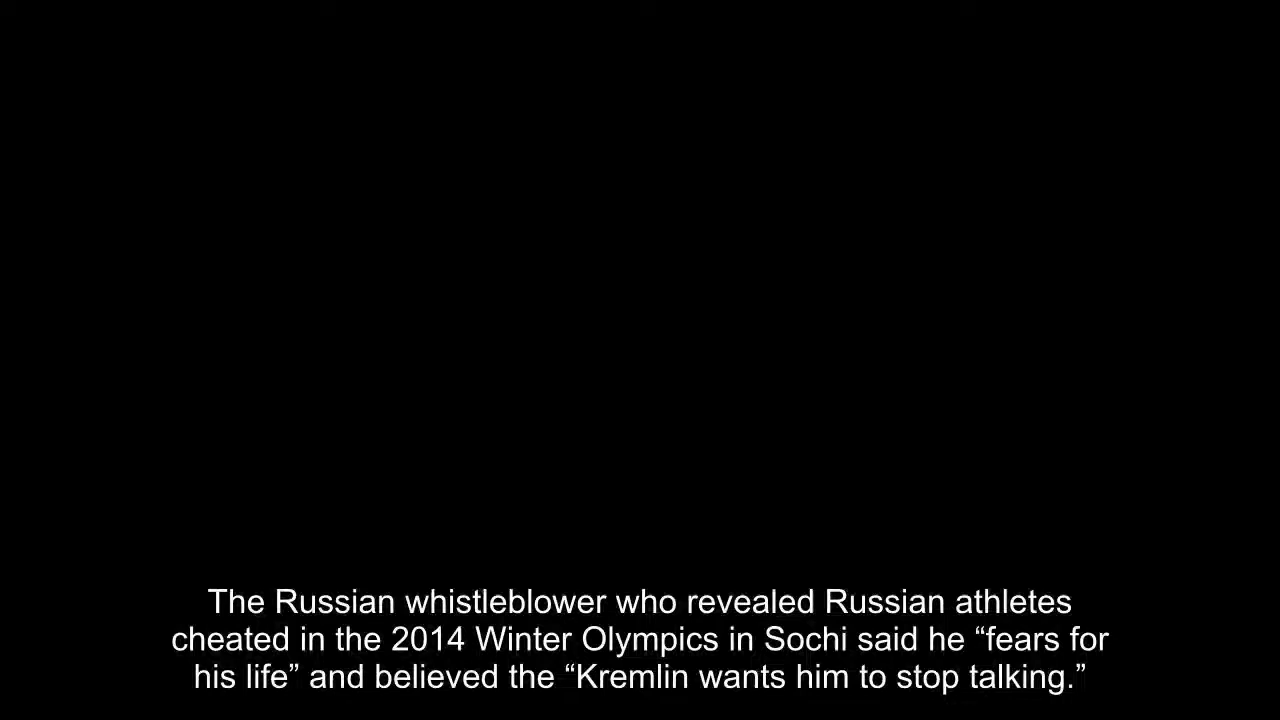 The Russian whistleblower who revealed Russian athletes
cheated in the 2014 Winter Olympics in Sochi said he “fears for
his life” and believed the “Kremlin wants him to stop talking.”